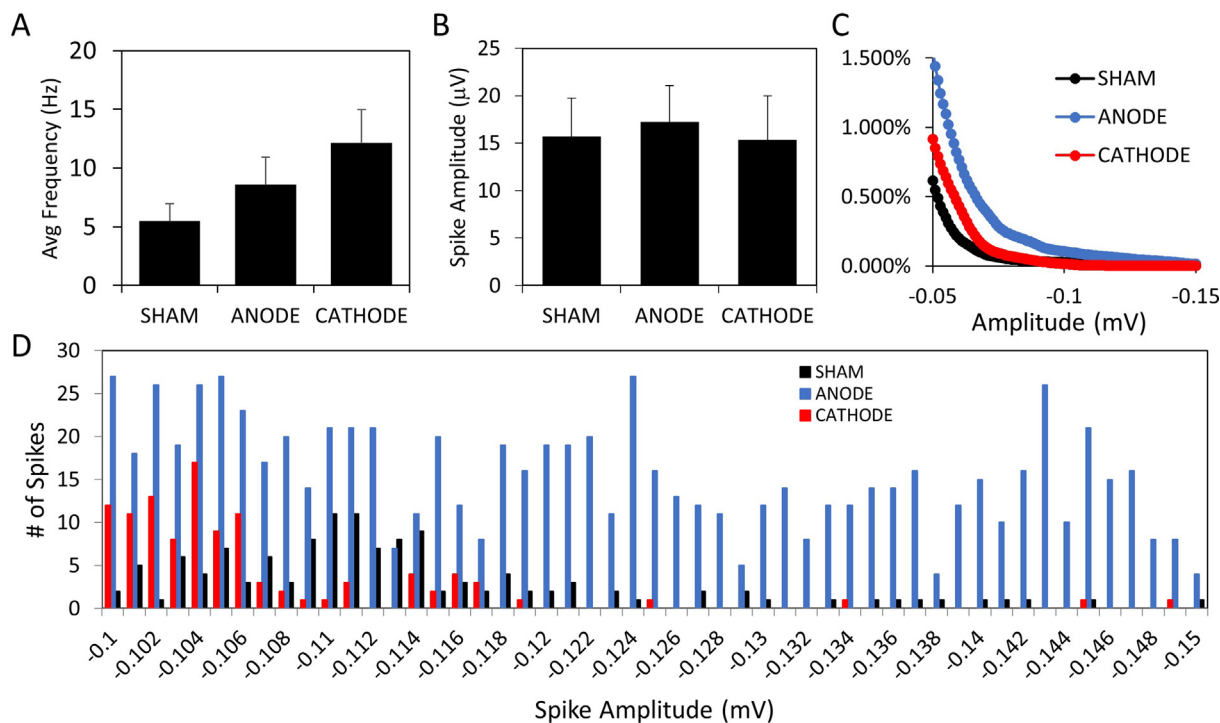 A
Avg Frequency (Hz)
20
15
10
5
0
SHAM ANODE CATHODE
B
Spike Amplitude (µV)
25
20
15
10
5
0
SHAM ANODE CATHODE
C
1.500%
1.000%
0.500%
0.000%
SHAM
ANODE
CATHODE
-0.05 -0.1 -0.15
Amplitude (mV)
D
# of Spikes
30
25
20
15
10
5
0
SHAM
ANODE
CATHODE
-0.1 -0.102 -0.104 -0.106 -0.108 -0.11 -0.112 -0.114 -0.116 -0.118 -0.12 -0.122 -0.124 -0.126 -0.128 -0.13 -0.132 -0.134 -0.136 -0.138 -0.14 -0.142 -0.144 -0.146 -0.148 -0.15
Spike Amplitude (mV)